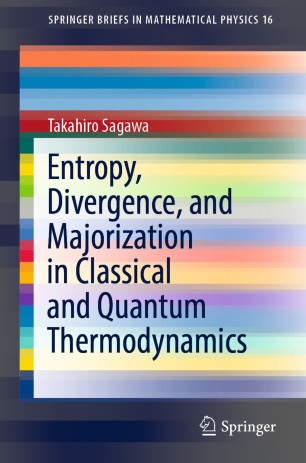 SPRINGER BRIEFS IN MATHEMATICAL PHYSICS 16
Takahiro Sagawa
Entropy,
Divergence, and
Majorization
in Classical
and Quantum
Thermodynamics
Springer